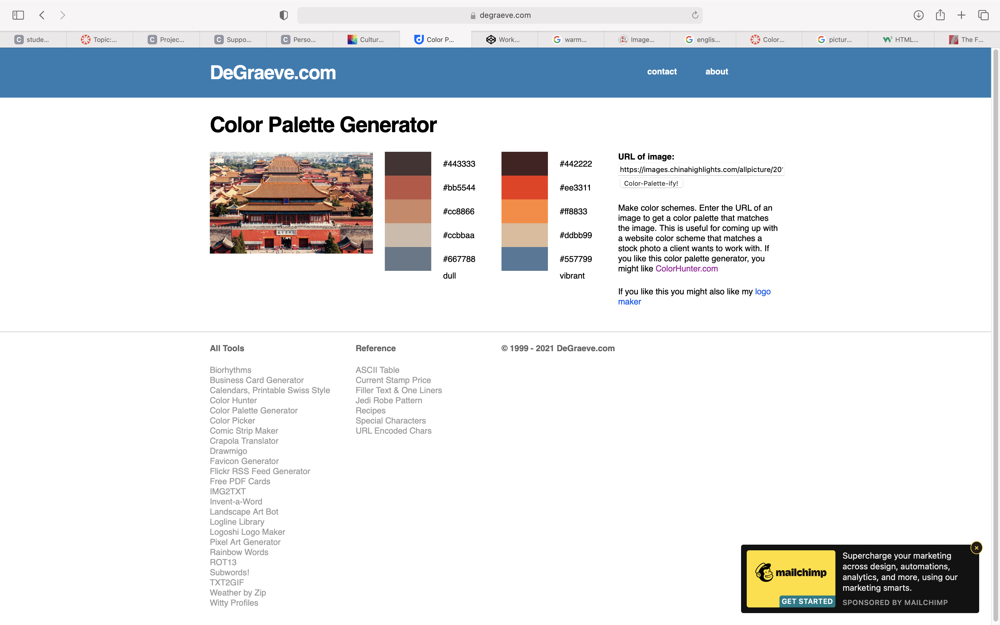 degraeve.com
stude...
Topic:...
Projec...
Suppo...
Perso...
Cultur...
Color P...
Work...
warm...
Image...
englis...
Color...
pictur...
HTML...
The F...
DeGraeve.com
contact
about
Color Palette Generator
故宫博物院
#443333
#bb5544
#cc8866
#ccbbaa
#667788
dull
#442222
#ee3311
#ff8833
#ddbb99
#557799
vibrant
URL of image:
https://images.chinahighlights.com/allpicture/20
Color-Palette-ify!
Make color schemes. Enter the URL of an
image to get a color palette that matches
the image. This is useful for coming up with
a website color scheme that matches a
stock photo a client wants to work with. If
you like this color palette generator, you
might like ColorHunter.com
If you like this you might also like my logo
maker
All Tools
Biorhythms
Business Card Generator
Calendars, Printable Swiss Style
Color Hunter
Color Palette Generator
Color Picker
Comic Strip Maker
Crapola Translator
Drawmigo
Favicon Generator
Flickr RSS Feed Generator
Free PDF Cards
IMG2TXT
Invent-a-Word
Landscape Art Bot
Logline Library
Logoshi Logo Maker
Pixel Art Generator
Rainbow Words
ROT13
Subwords!
TXT2GIF
Weather by Zip
Witty Profiles
Reference
ASCII Table
Current Stamp Price
Filler Text & One Liners
Jedi Robe Pattern
Recipes
Special Characters
URL Encoded Chars
© 1999 - 2021 DeGraeve.com
mailchimp
GET STARTED
Supercharge your marketing
across design, automations,
analytics, and more, using our
marketing smarts.
SPONSORED BY MAILCHIMP